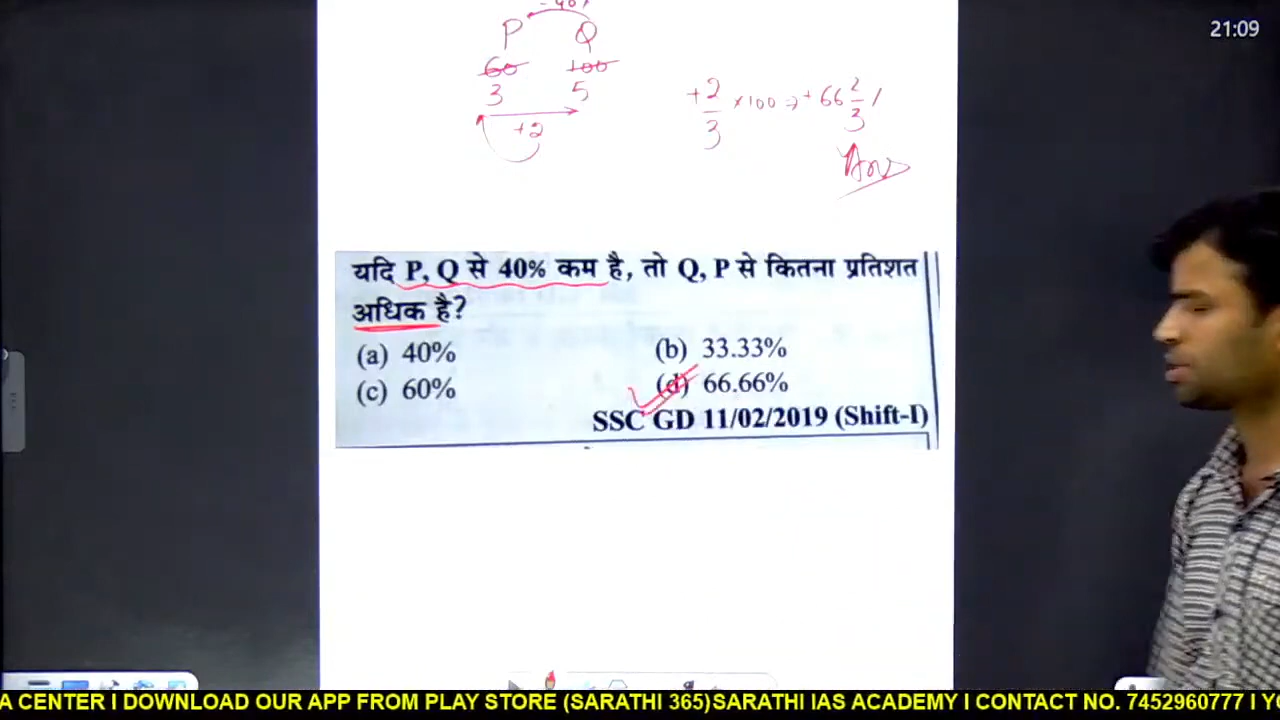 -40%
P Q
21:09
60 100
3 5
+2/3 ×100 ⇒ +66 2/3 %
+2
Ans
यदि P, Q से 40% कम है, तो Q, P से कितना प्रतिशत
अधिक है?
(a) 40% (b) 33.33%
(c) 60% (d) 66.66%
SSC GD 11/02/2019 (Shift-I)
A CENTER I DOWNLOAD OUR APP FROM PLAY STORE (SARATHI 365)SARATHI IAS ACADEMY I CONTACT NO. 7452960777 I Y